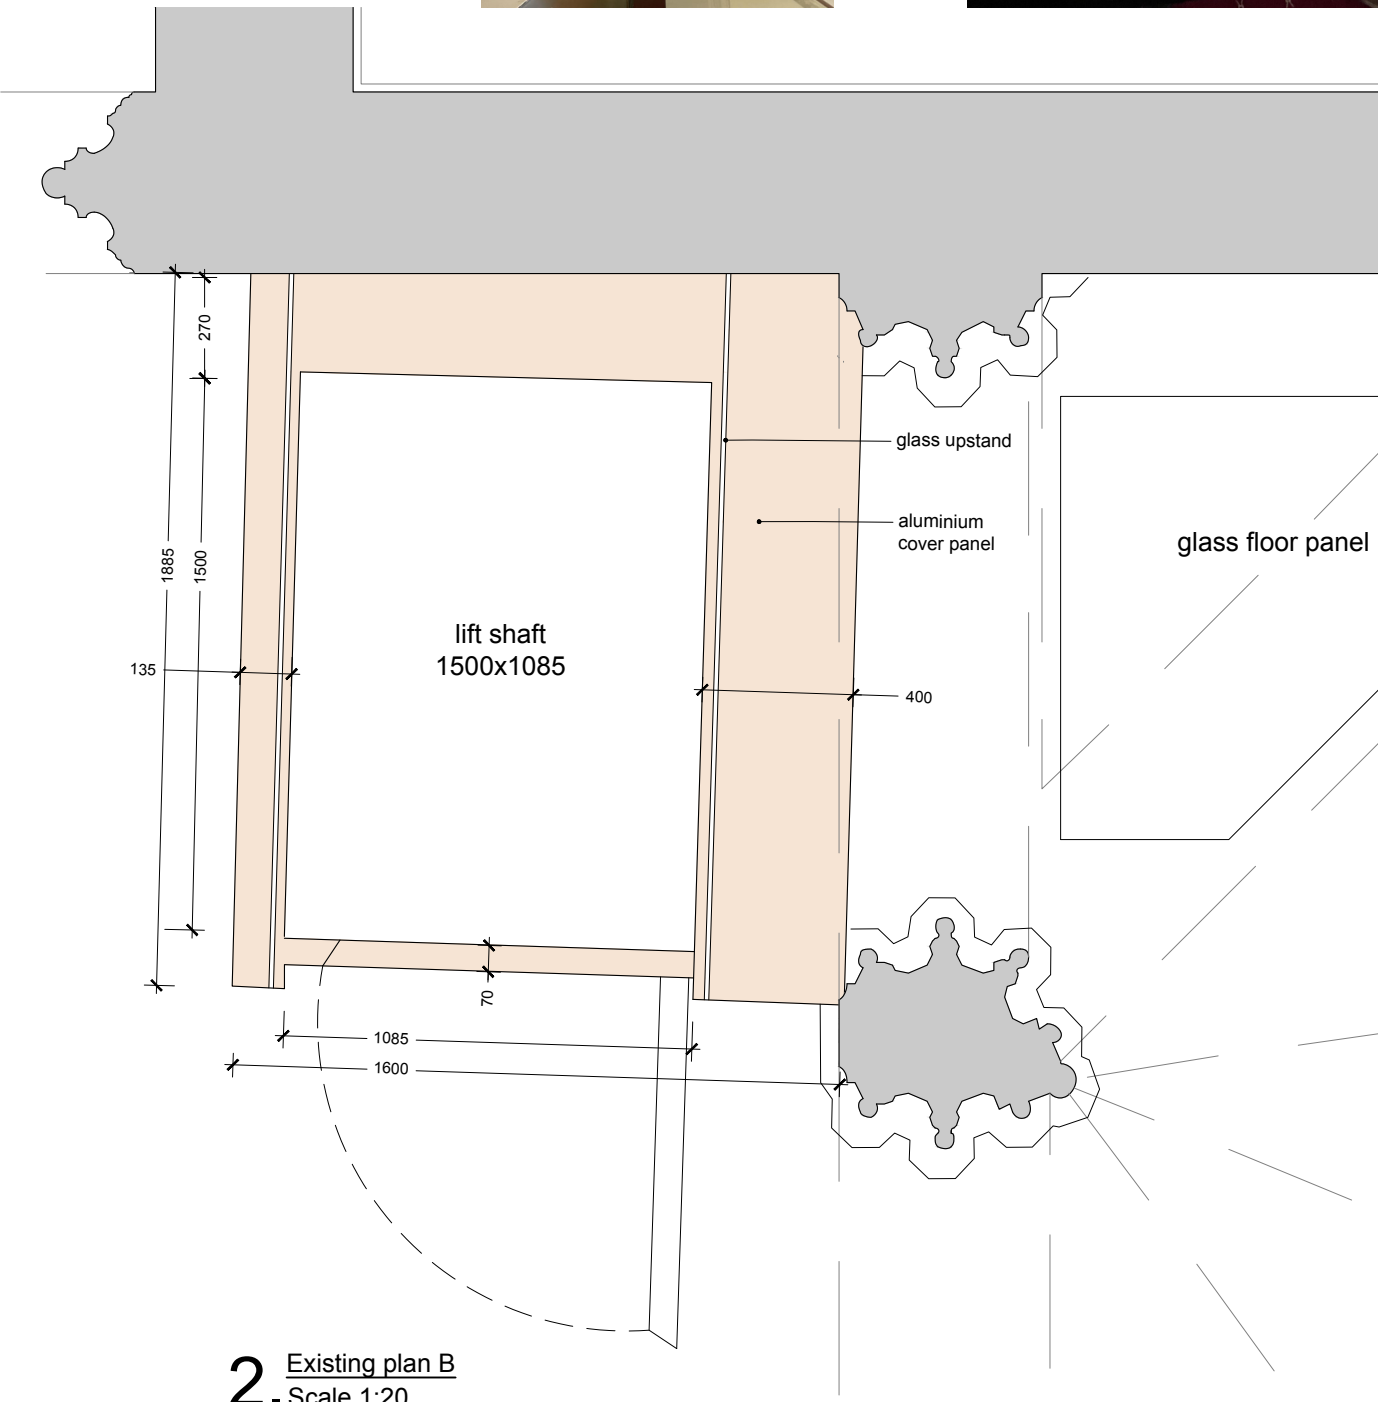 270
glass upstand
aluminium
cover panel
glass floor panel
1885
1500
lift shaft
1500x1085
135
400
70
1085
1600
2. Existing plan B
Scale 1:20